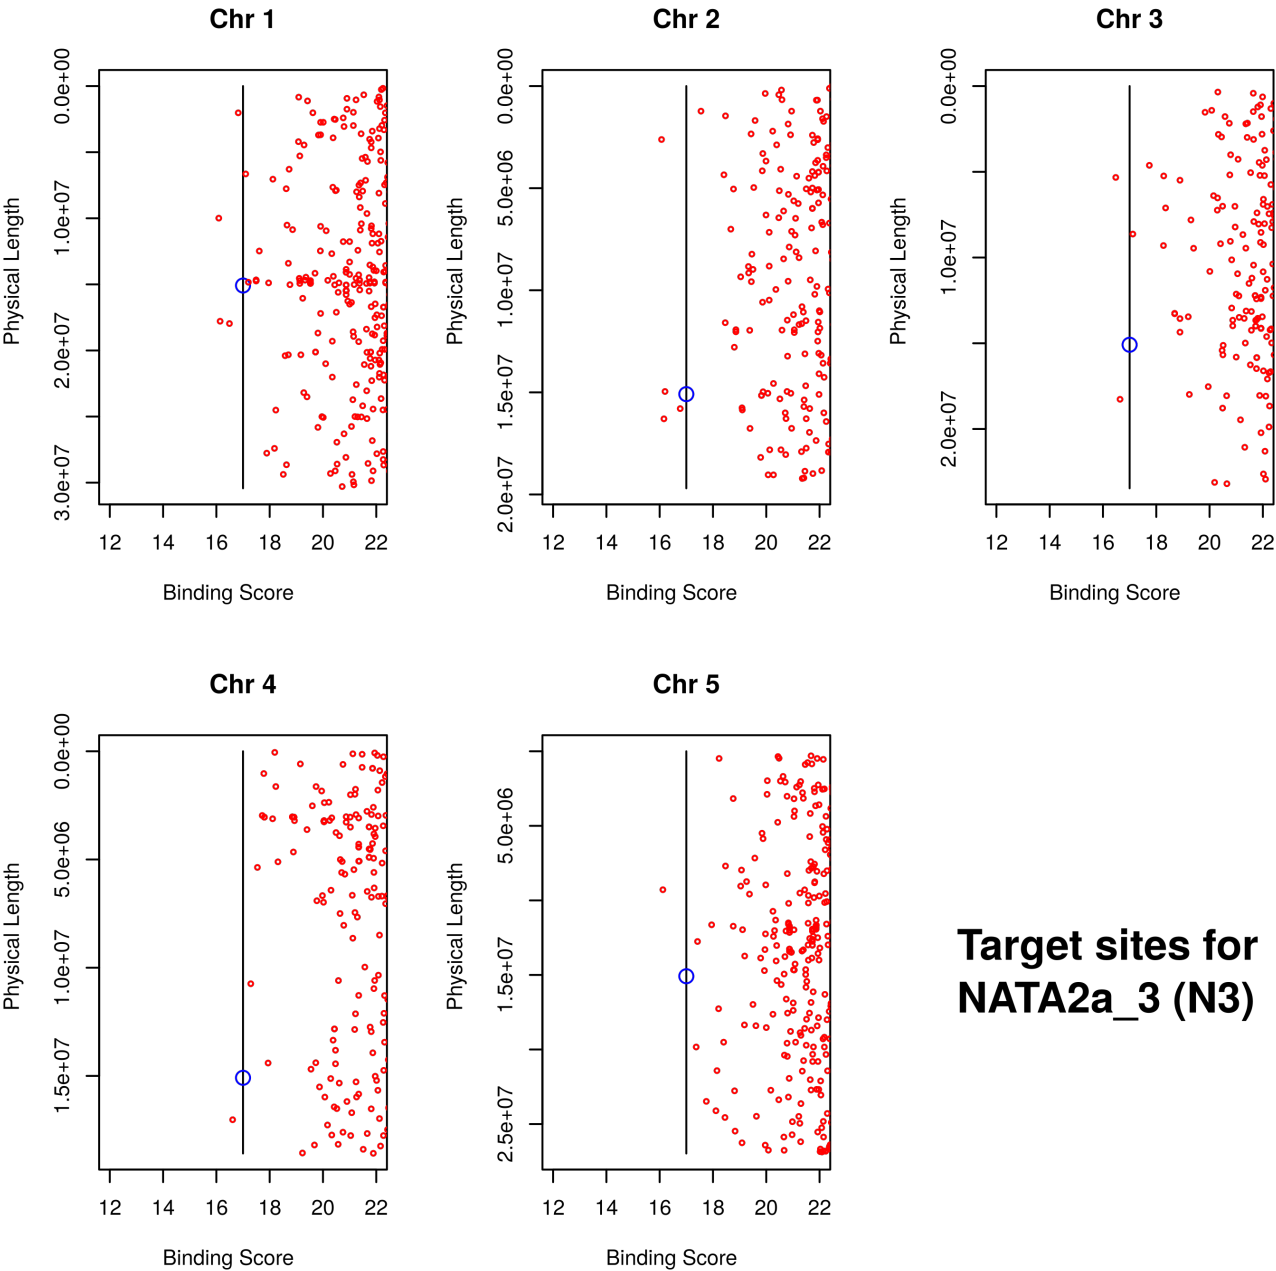 Chr 1
Physical Length
0.0e+00
1.0e+07
2.0e+07
3.0e+07
12 14 16 18 20 22
Binding Score
Chr 2
Physical Length
0.0e+00
5.0e+06
1.0e+07
1.5e+07
2.0e+07
12 14 16 18 20 22
Binding Score
Chr 3
Physical Length
0.0e+00
1.0e+07
2.0e+07
12 14 16 18 20 22
Binding Score
Chr 4
Physical Length
0.0e+00
5.0e+06
1.0e+07
1.5e+07
12 14 16 18 20 22
Binding Score
Chr 5
Physical Length
5.0e+06
1.5e+07
2.5e+07
12 14 16 18 20 22
Binding Score
Target sites for
NATA2a_3 (N3)